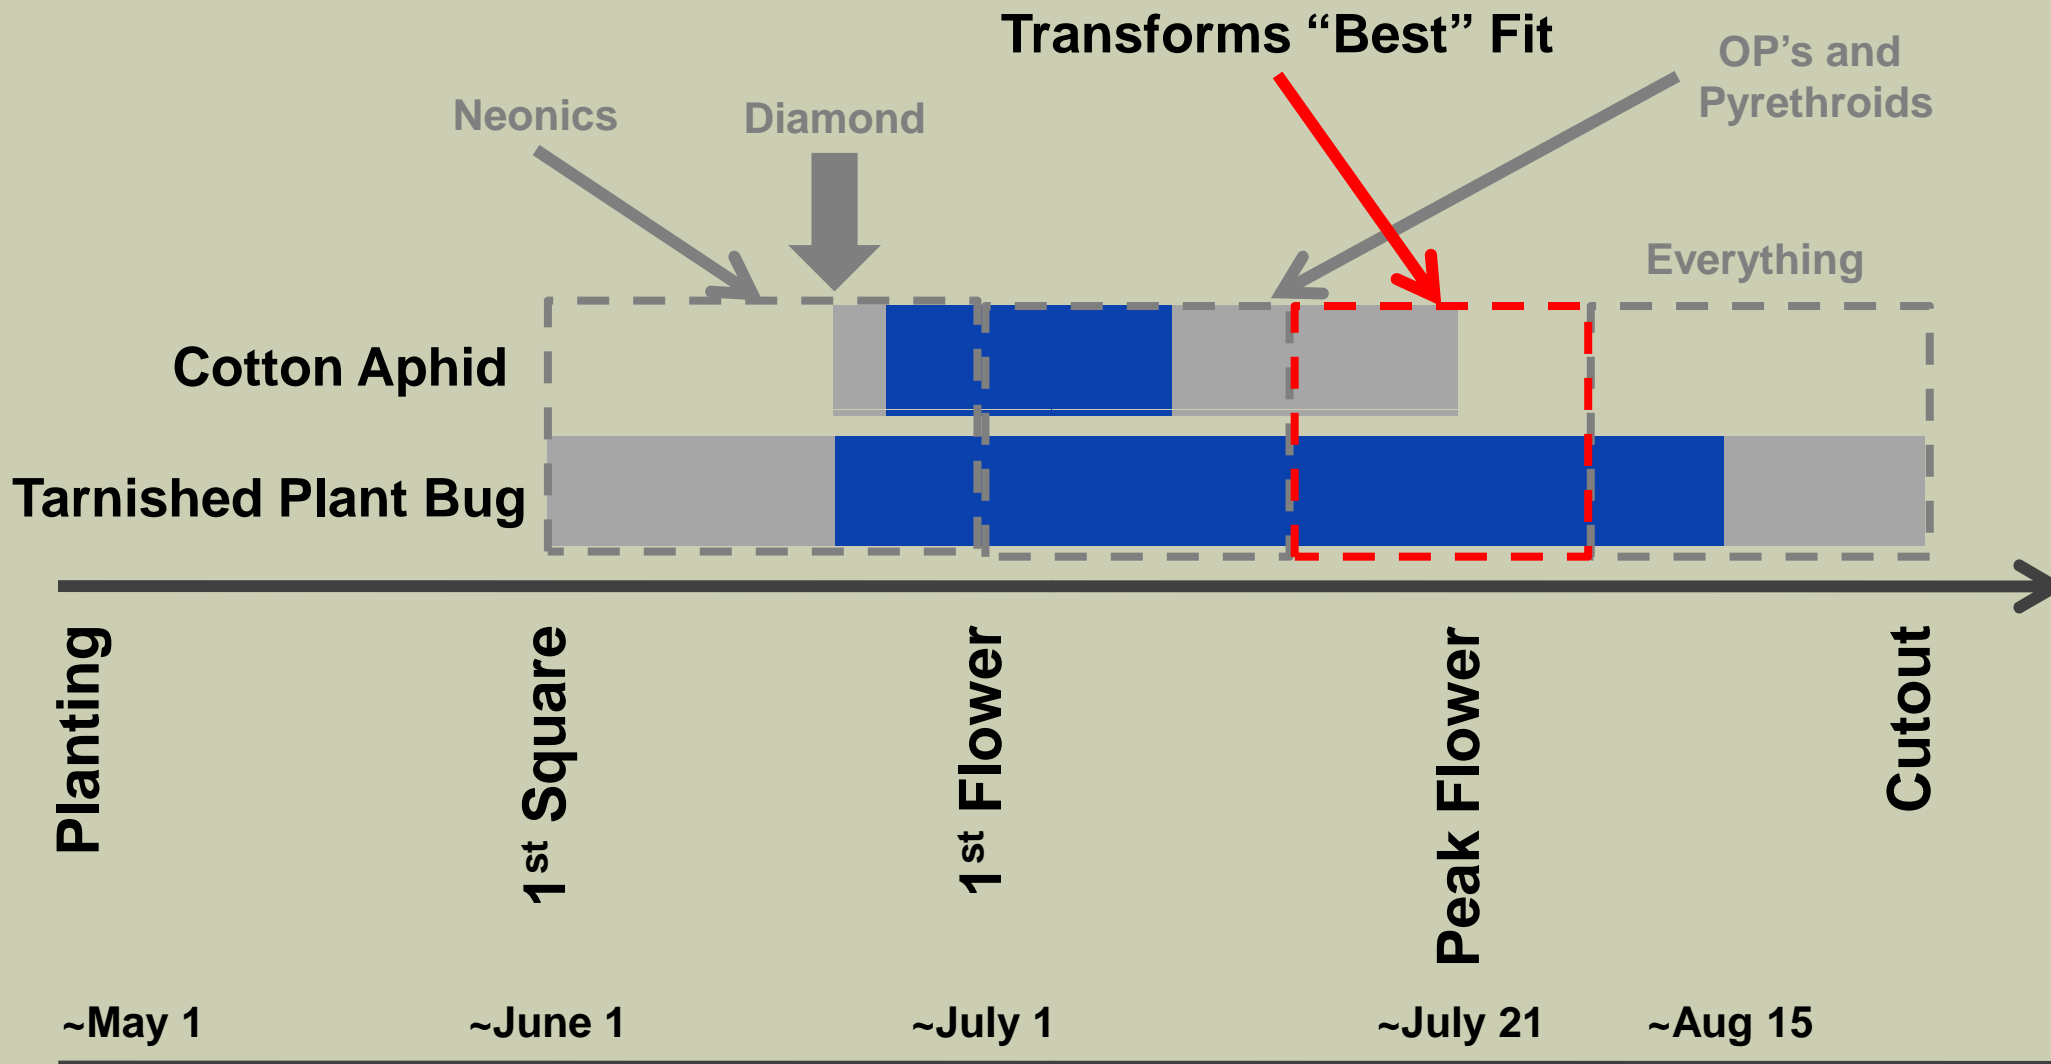 Transforms “Best” Fit
OP’s and
Pyrethroids
Neonics
Diamond
Everything
Cotton Aphid
Tarnished Plant Bug
Planting
1st Square
1st Flower
Peak Flower
Cutout
~May 1
~June 1
~July 1
~July 21
~Aug 15